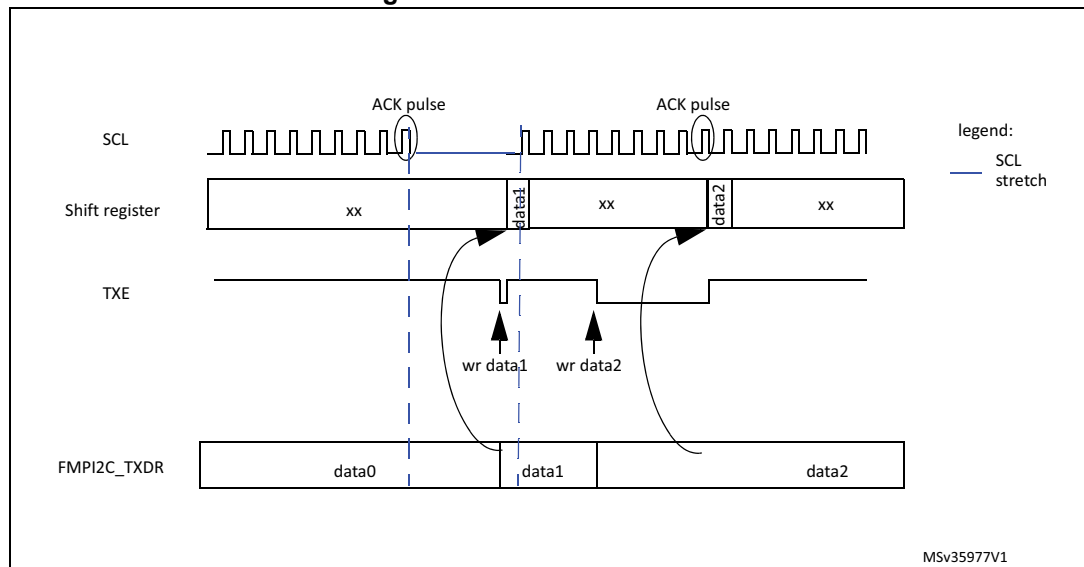 ACK pulse ACK pulse
SCL
legend:
SCL
stretch
Shift register xx data1 xx data2 xx
TXE
wr data1 wr data2
FMPI2C_TXDR data0 data1 data2
MSv35977V1